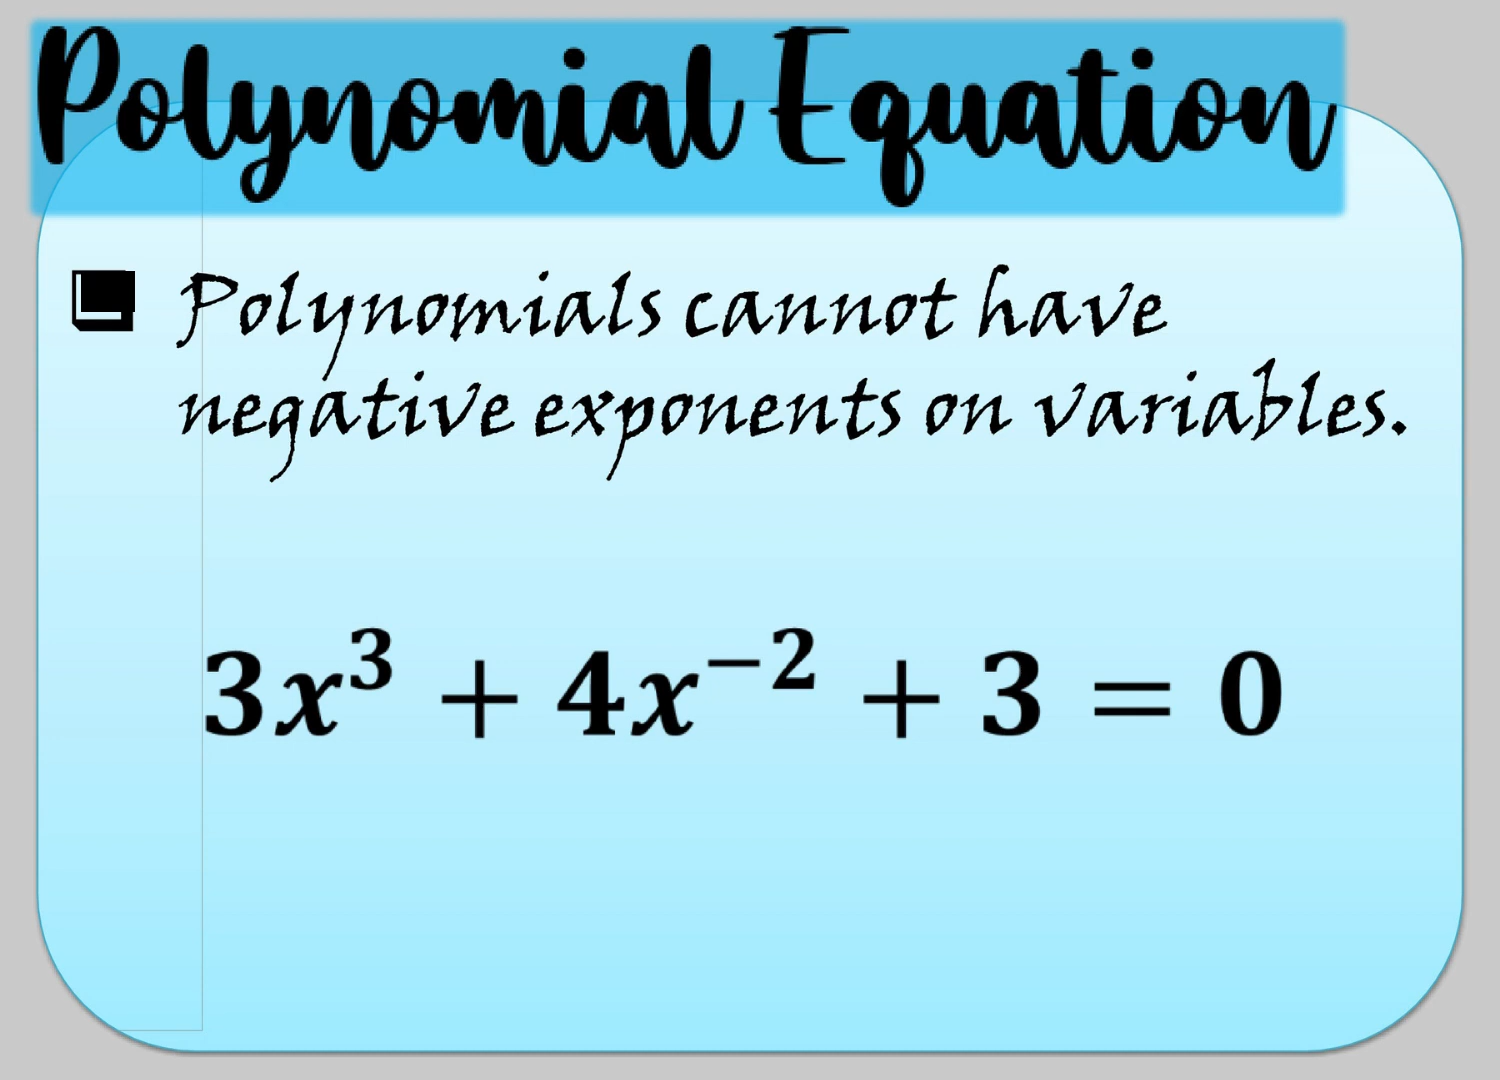 Polynomial Equation
Polynomials cannot have
negative exponents on variables.
3x³ + 4x⁻² + 3 = 0